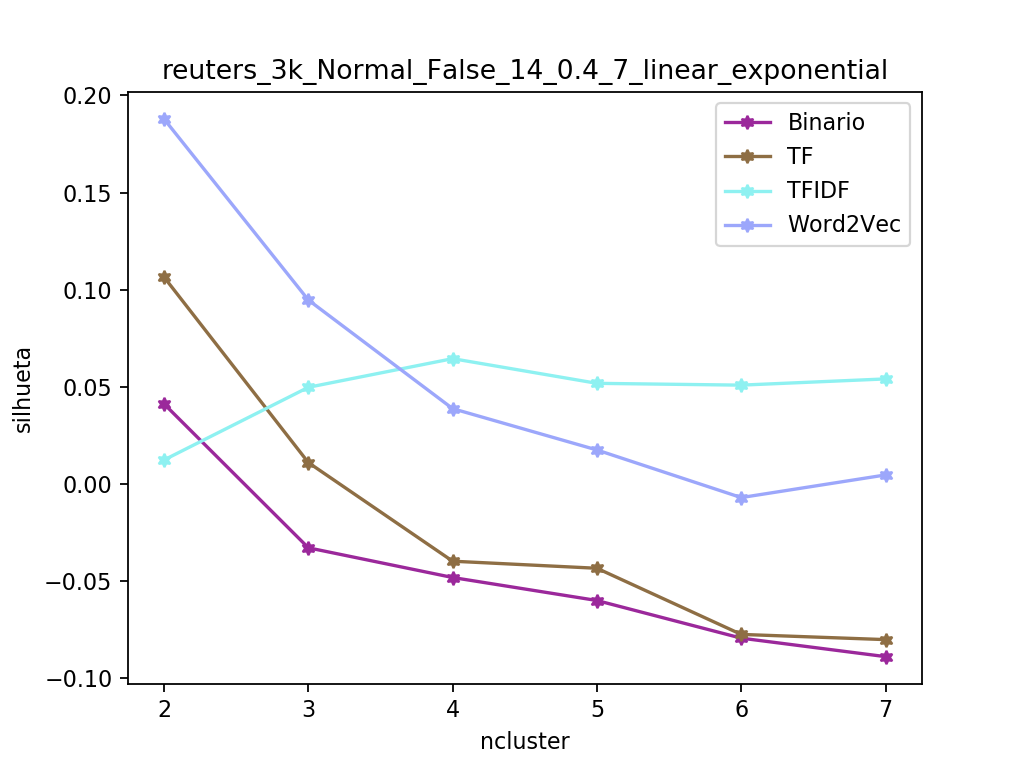 reuters_3k_Normal_False_14_0.4_7_linear_exponential
0.20
0.15
0.10
0.05
0.00
−0.05
−0.10
silhueta
Binario
TF
TFIDF
Word2Vec
2 3 4 5 6 7
ncluster